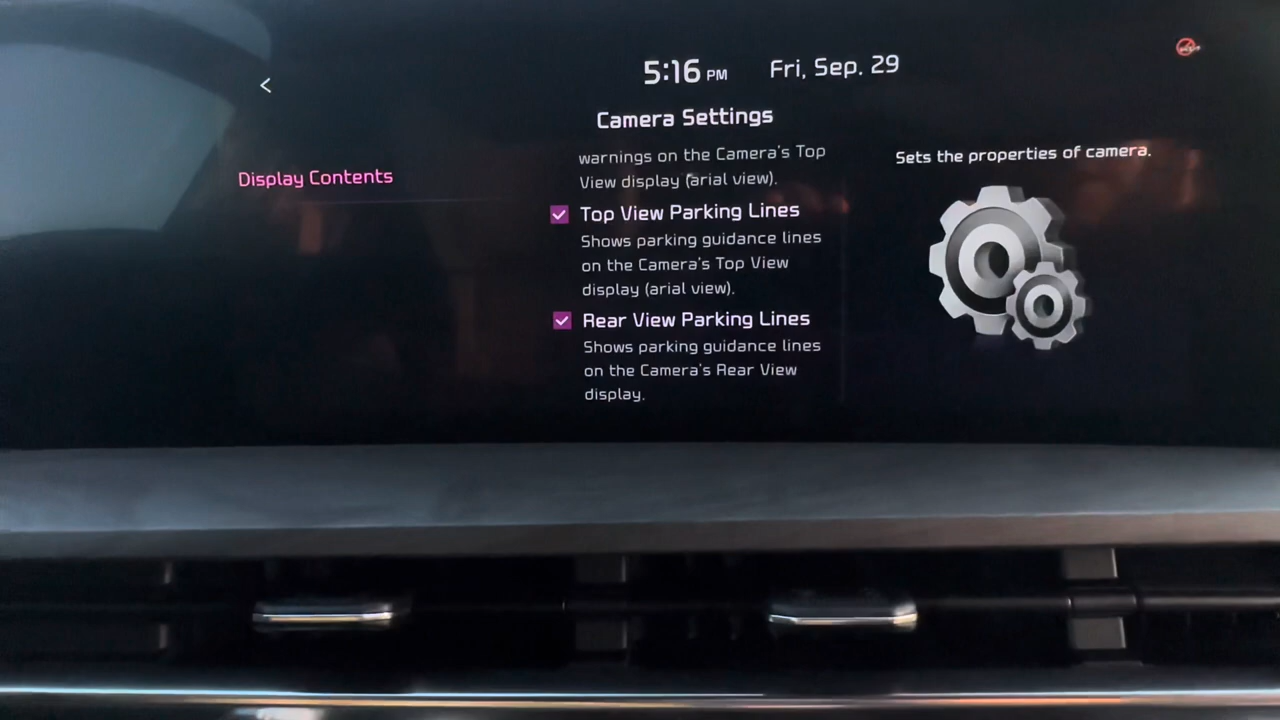 5:16 PM Fri, Sep. 29
Camera Settings
Display Contents
warnings on the Camera's Top
View display (arial view).
Top View Parking Lines
Shows parking guidance lines
on the Camera's Top View
display (arial view).
Rear View Parking Lines
Shows parking guidance lines
on the Camera's Rear View
display.
Sets the properties of camera.